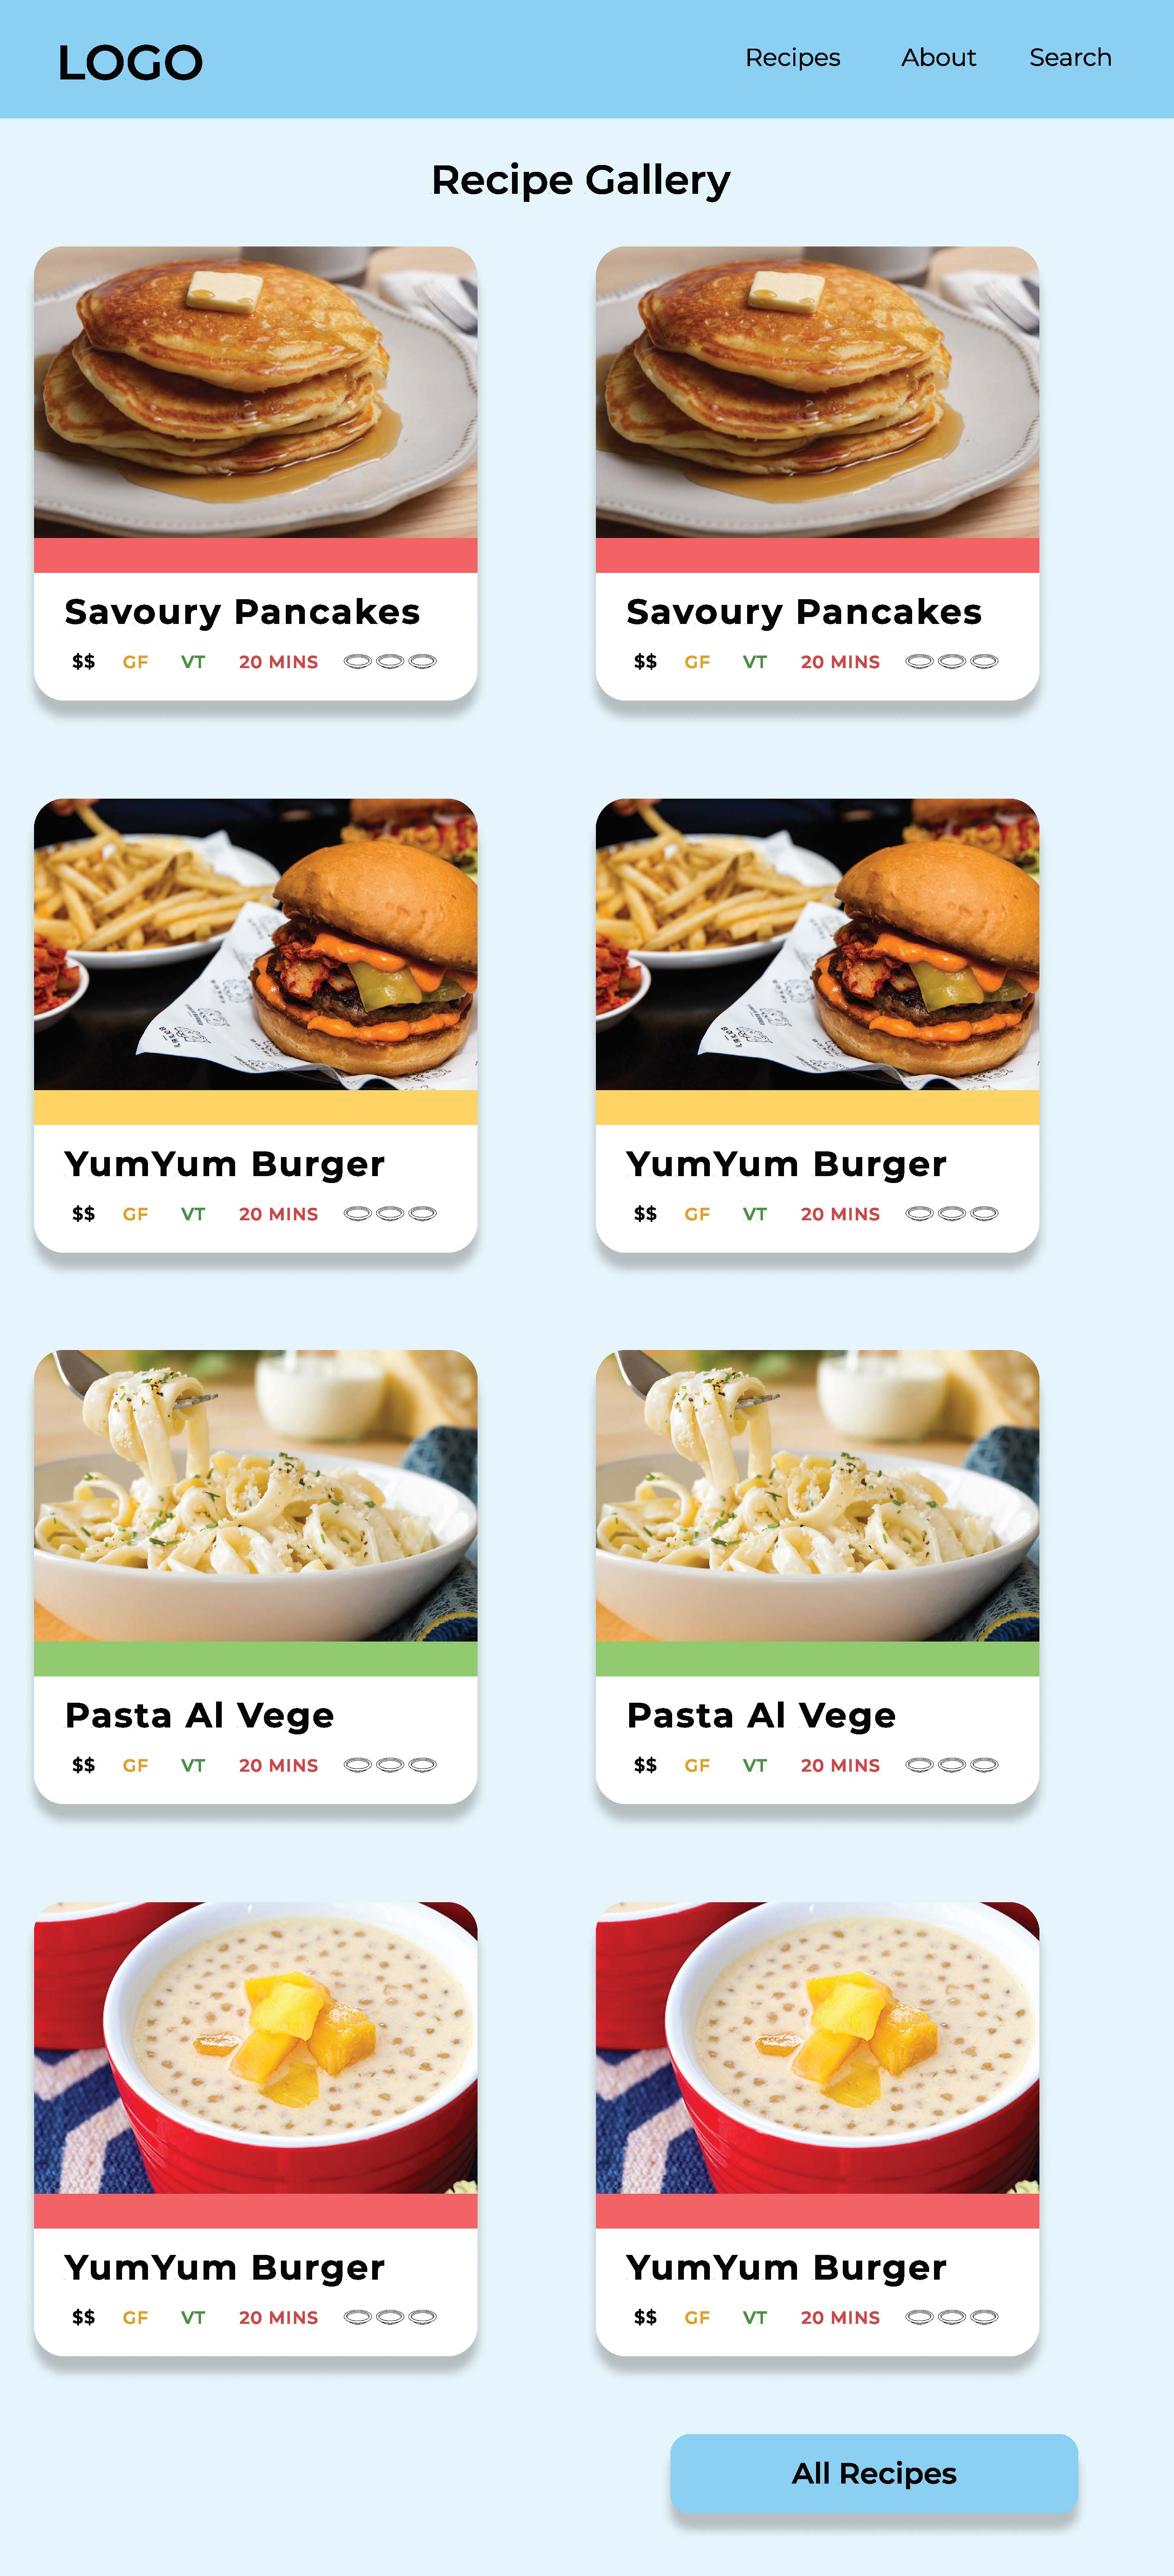 LOGO
Recipes About Search
Recipe Gallery
Savoury Pancakes
$$ GF VT 20 MINS
Savoury Pancakes
$$ GF VT 20 MINS
YumYum Burger
$$ GF VT 20 MINS
YumYum Burger
$$ GF VT 20 MINS
Pasta Al Vege
$$ GF VT 20 MINS
Pasta Al Vege
$$ GF VT 20 MINS
YumYum Burger
$$ GF VT 20 MINS
YumYum Burger
$$ GF VT 20 MINS
All Recipes